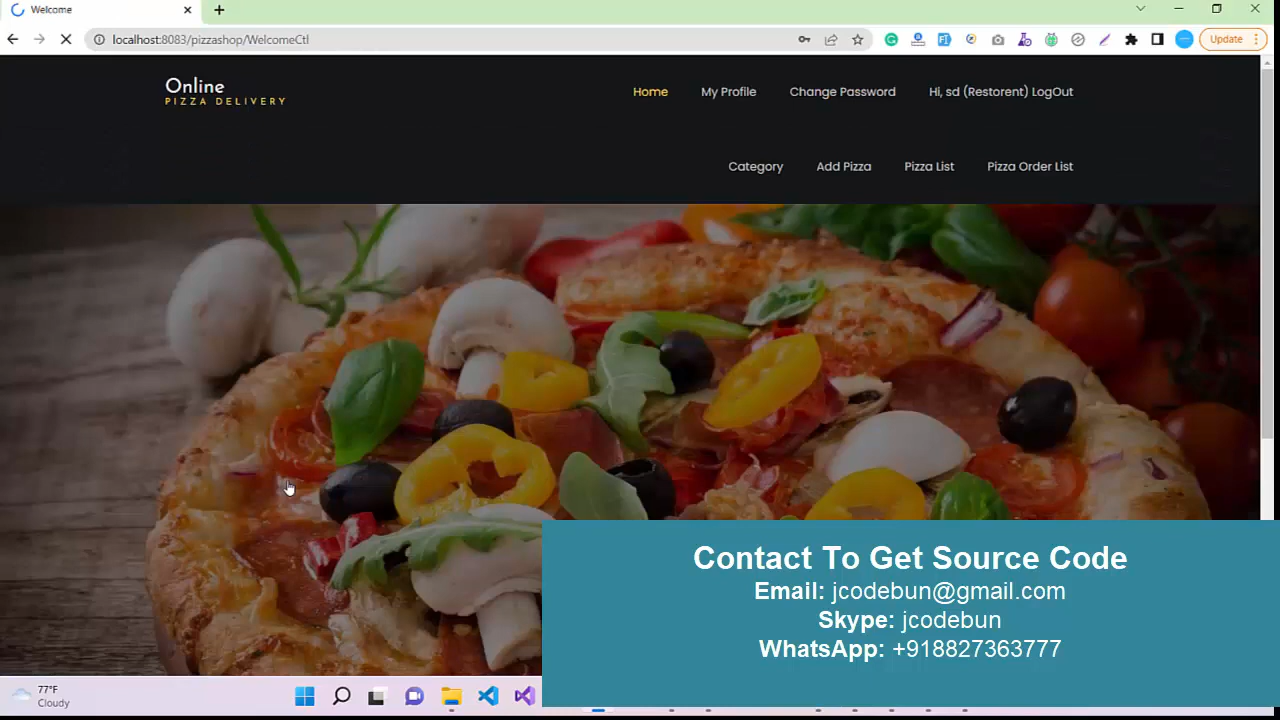 Welcome
localhost:8083/pizzashop/WelcomeCtl
Update
Online
PIZZA DELIVERY
Home
My Profile
Change Password
Hi, sd (Restorent) LogOut
Category
Add Pizza
Pizza List
Pizza Order List
Contact To Get Source Code
Email: jcodebun@gmail.com
Skype: jcodebun
WhatsApp: +918827363777
77°F
Cloudy